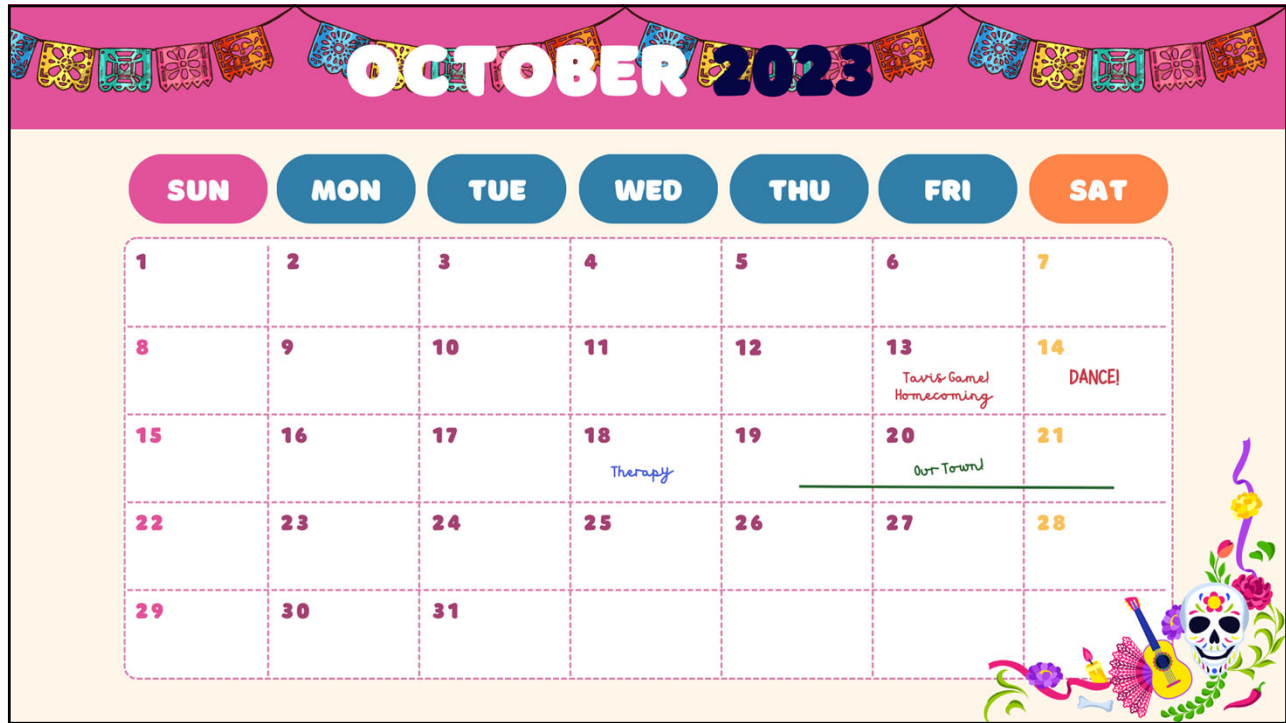 OCTOBER 2023
SUN MON TUE WED THU FRI SAT
1 2 3 4 5 6 7
8 9 10 11 12 13 14
Tavis Game! DANCE!
Homecoming
15 16 17 18 19 20 21
Therapy Our Town!
22 23 24 25 26 27 28
29 30 31